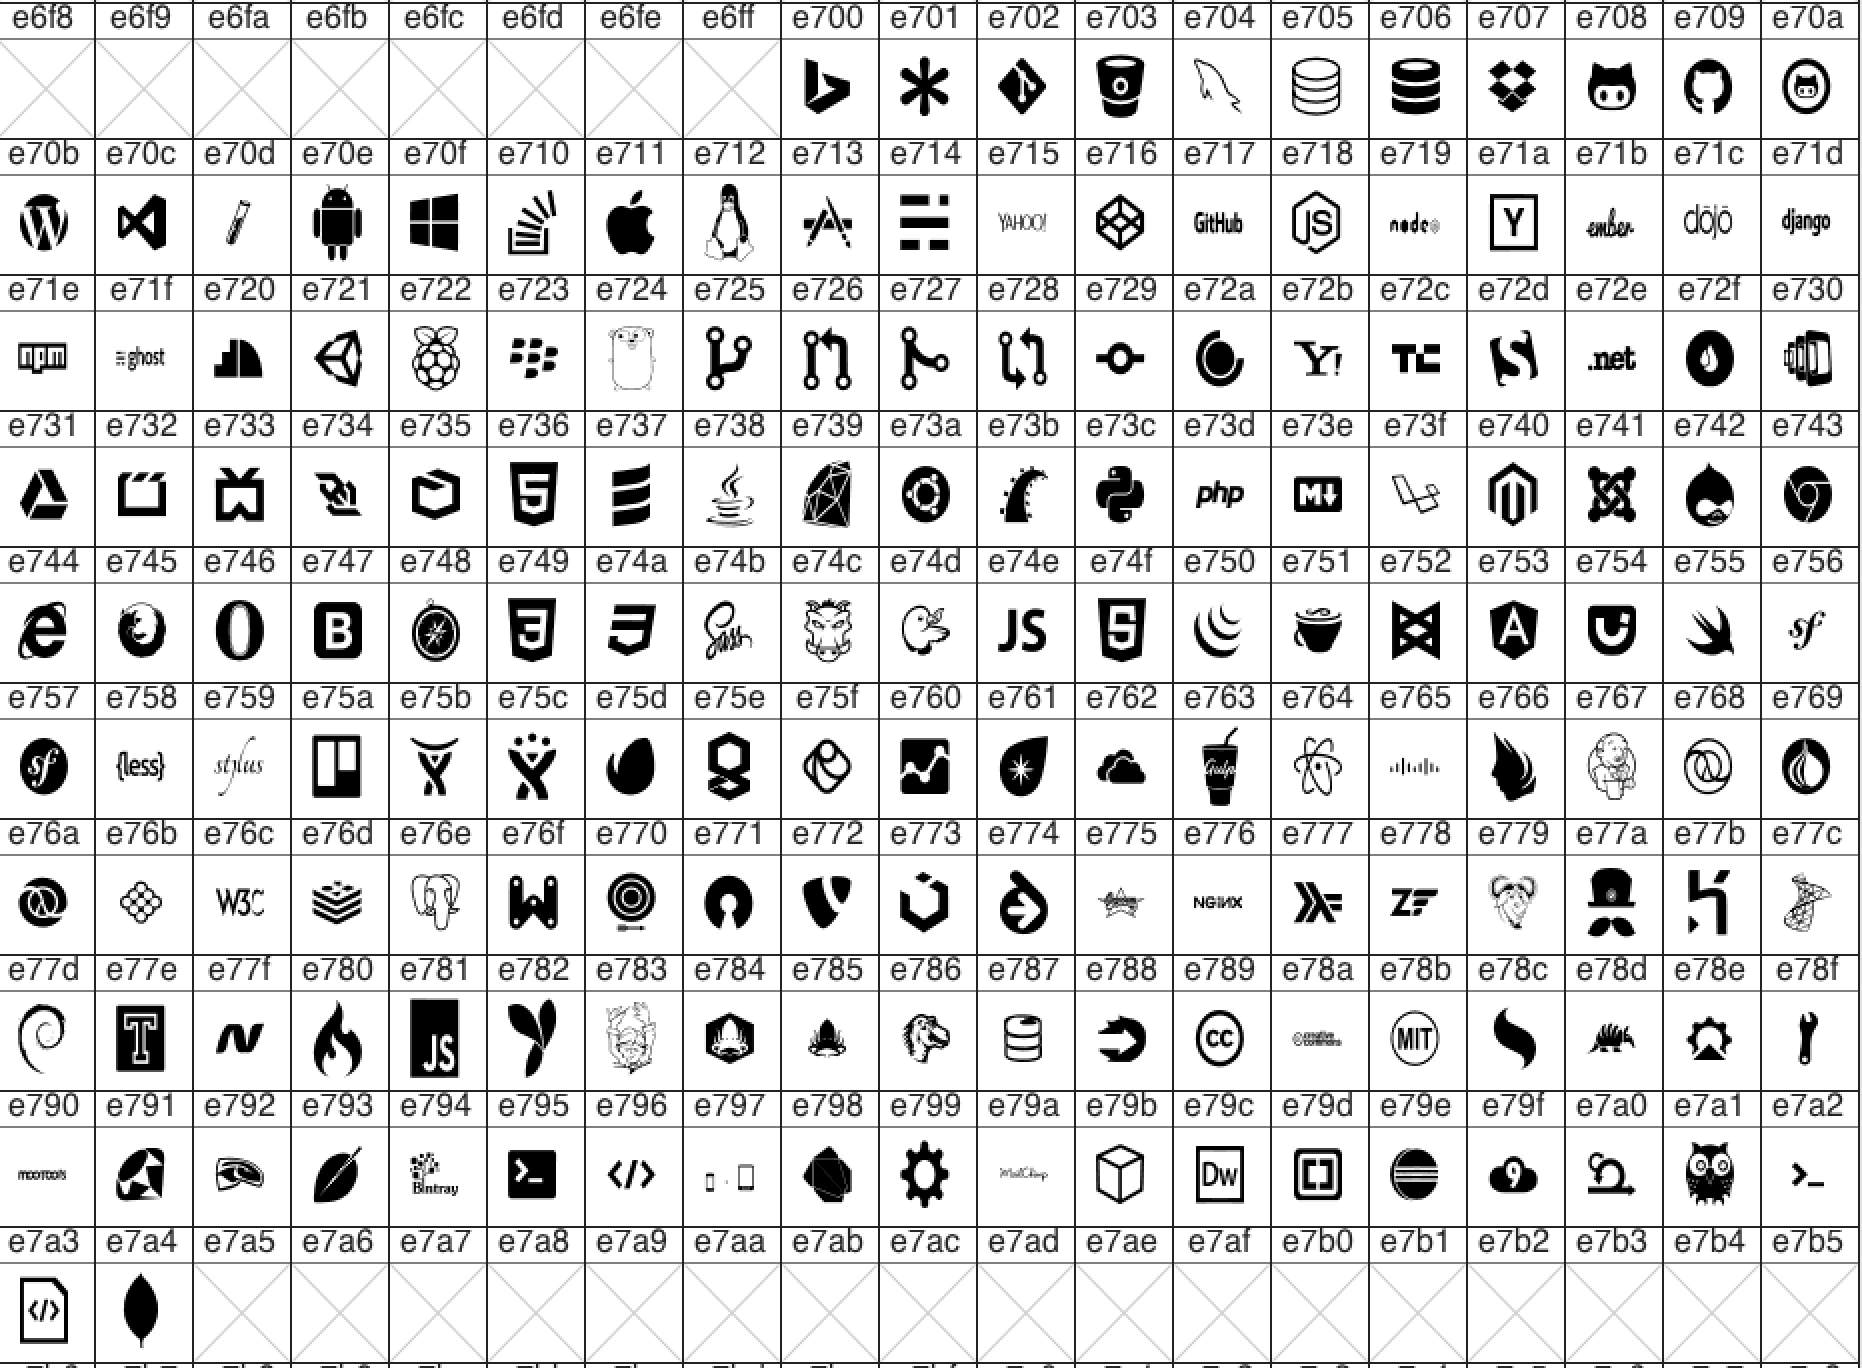 e6f8 e6f9 e6fa e6fb e6fc e6fd e6fe e6ff e700 e701 e702 e703 e704 e705 e706 e707 e708 e709 e70a
e70b e70c e70d e70e e70f e710 e711 e712 e713 e714 e715 e716 e717 e718 e719 e71a e71b e71c e71d
W YAHOO! GitHub JS node Y ember dōjō django
e71e e71f e720 e721 e722 e723 e724 e725 e726 e727 e728 e729 e72a e72b e72c e72d e72e e72f e730
npm ghost Y! TC S .net
e731 e732 e733 e734 e735 e736 e737 e738 e739 e73a e73b e73c e73d e73e e73f e740 e741 e742 e743
5 php M
e744 e745 e746 e747 e748 e749 e74a e74b e74c e74d e74e e74f e750 e751 e752 e753 e754 e755 e756
e O B 3 3 Sass JS 5 A sf
e757 e758 e759 e75a e75b e75c e75d e75e e75f e760 e761 e762 e763 e764 e765 e766 e767 e768 e769
sf {less} stylus Gulp
e76a e76b e76c e76d e76e e76f e770 e771 e772 e773 e774 e775 e776 e777 e778 e779 e77a e77b e77c
λ W3C NGiNX ZF
e77d e77e e77f e780 e781 e782 e783 e784 e785 e786 e787 e788 e789 e78a e78b e78c e78d e78e e78f
T JS cc creative commons MIT
e790 e791 e792 e793 e794 e795 e796 e797 e798 e799 e79a e79b e79c e79d e79e e79f e7a0 e7a1 e7a2
mootools Bintray >_ </> MailChimp Dw 9 >_
e7a3 e7a4 e7a5 e7a6 e7a7 e7a8 e7a9 e7aa e7ab e7ac e7ad e7ae e7af e7b0 e7b1 e7b2 e7b3 e7b4 e7b5
</>